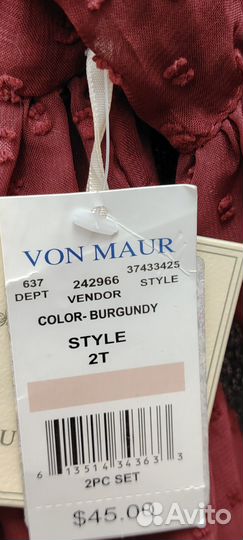 VON MAUR
637 242966 37433425
DEPT VENDOR STYLE
COLOR-BURGUNDY
STYLE
2T
6 13514 34363 3
2PC SET
$45.00
Avito